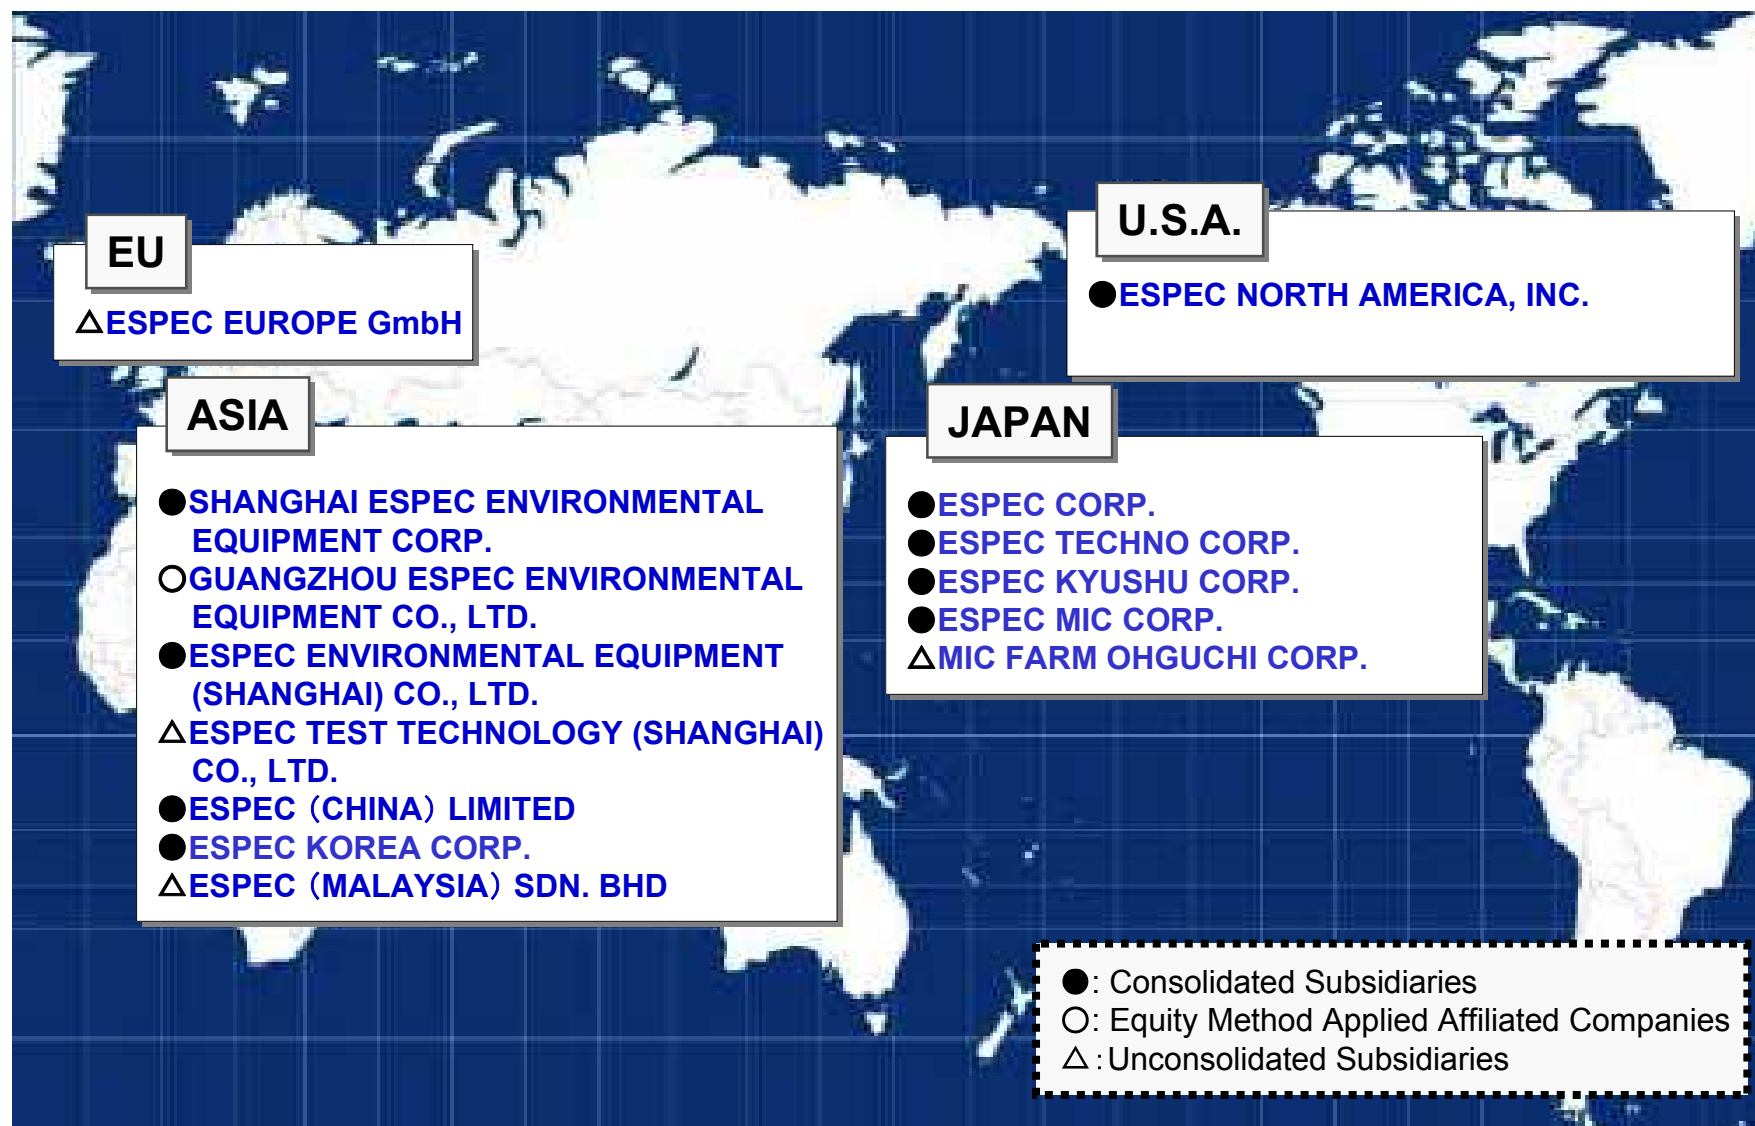 EU
△ESPEC EUROPE GmbH
U.S.A.
●ESPEC NORTH AMERICA, INC.
ASIA
●SHANGHAI ESPEC ENVIRONMENTAL
EQUIPMENT CORP.
○GUANGZHOU ESPEC ENVIRONMENTAL
EQUIPMENT CO., LTD.
●ESPEC ENVIRONMENTAL EQUIPMENT
(SHANGHAI) CO., LTD.
△ESPEC TEST TECHNOLOGY (SHANGHAI)
CO., LTD.
●ESPEC（CHINA）LIMITED
●ESPEC KOREA CORP.
△ESPEC（MALAYSIA）SDN. BHD
JAPAN
●ESPEC CORP.
●ESPEC TECHNO CORP.
●ESPEC KYUSHU CORP.
●ESPEC MIC CORP.
△MIC FARM OHGUCHI CORP.
●: Consolidated Subsidiaries
○: Equity Method Applied Affiliated Companies
△: Unconsolidated Subsidiaries